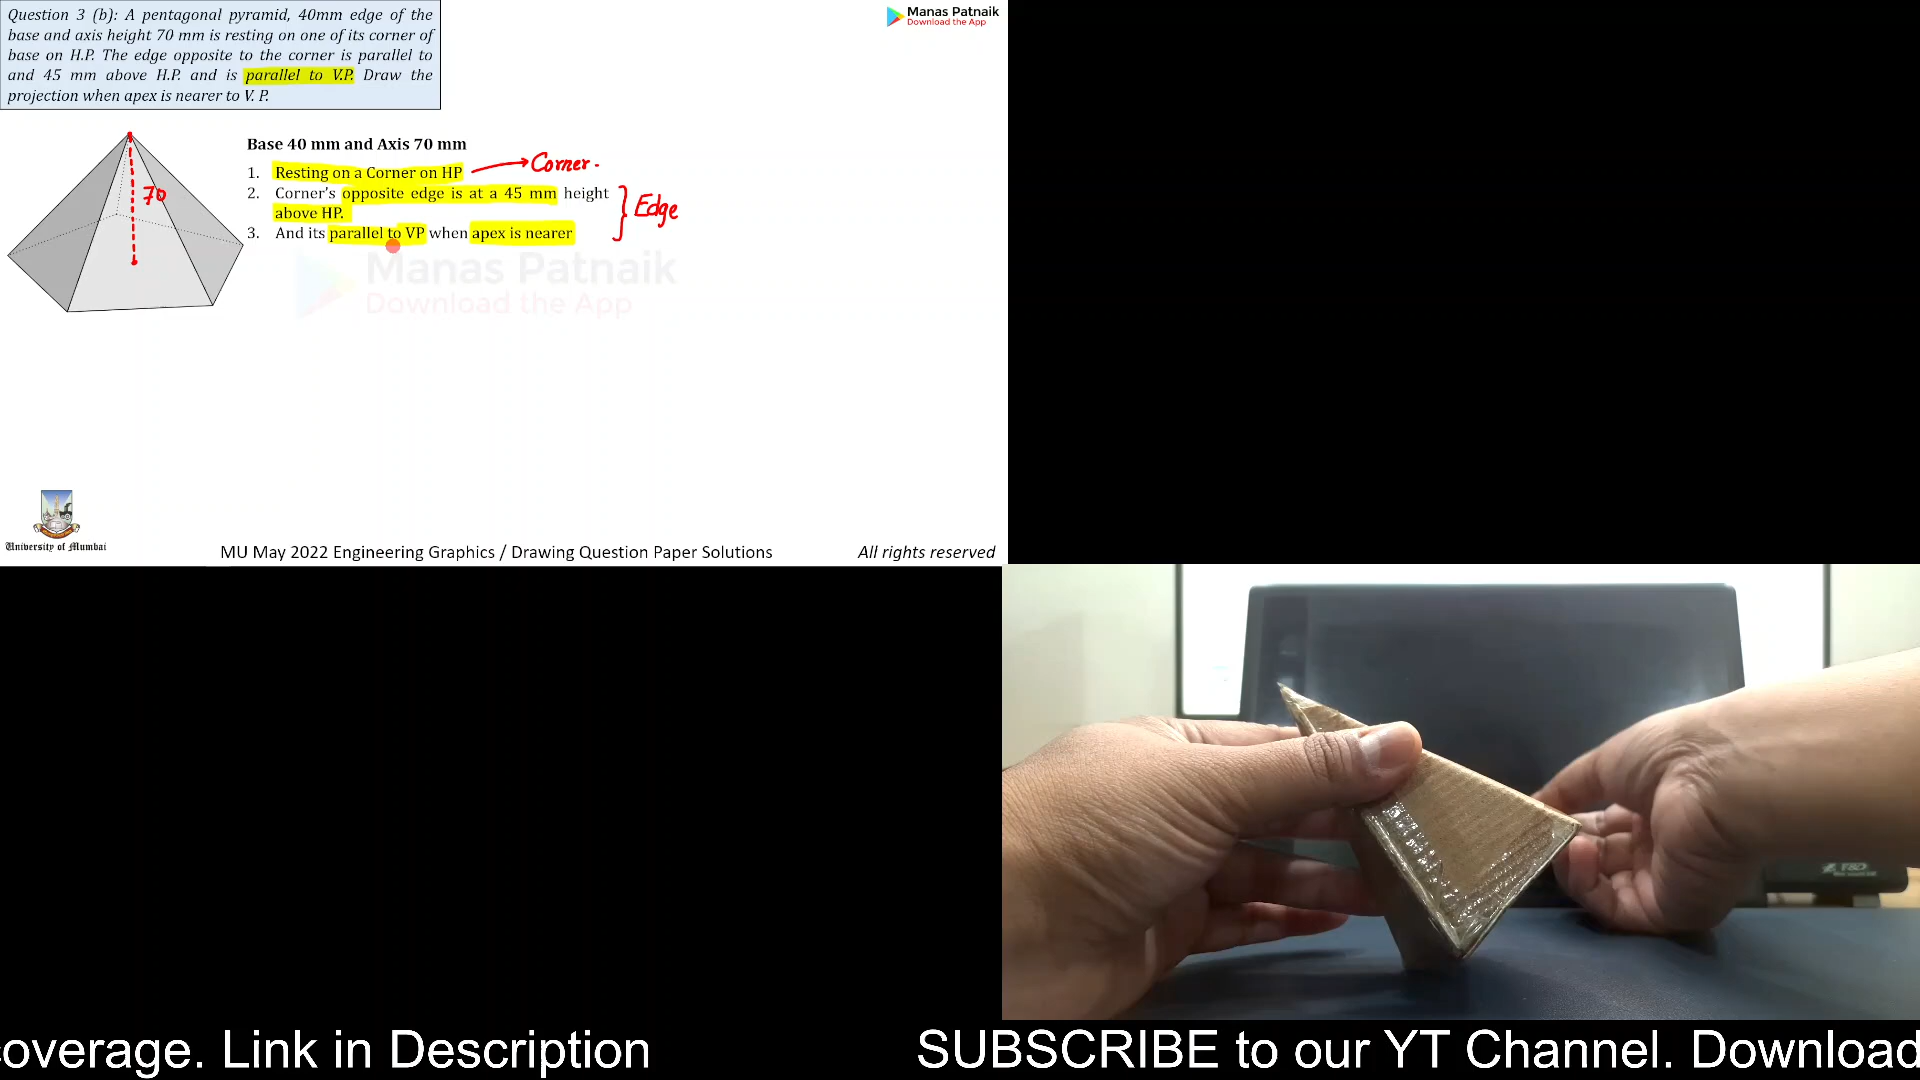 Question 3 (b): A pentagonal pyramid, 40mm edge of the
base and axis height 70 mm is resting on one of its corner of
base on H.P. The edge opposite to the corner is parallel to
and 45 mm above H.P. and is parallel to V.P. Draw the
projection when apex is nearer to V. P.
Manas Patnaik
Download the App
Base 40 mm and Axis 70 mm
1. Resting on a Corner on HP
Corner.
2. Corner's opposite edge is at a 45 mm height
above HP.
Edge
3. And its parallel to VP when apex is nearer
70
Manas Patnaik
Download the App
University of Mumbai
MU May 2022 Engineering Graphics / Drawing Question Paper Solutions
All rights reserved
F&D
overage. Link in Description
SUBSCRIBE to our YT Channel. Download